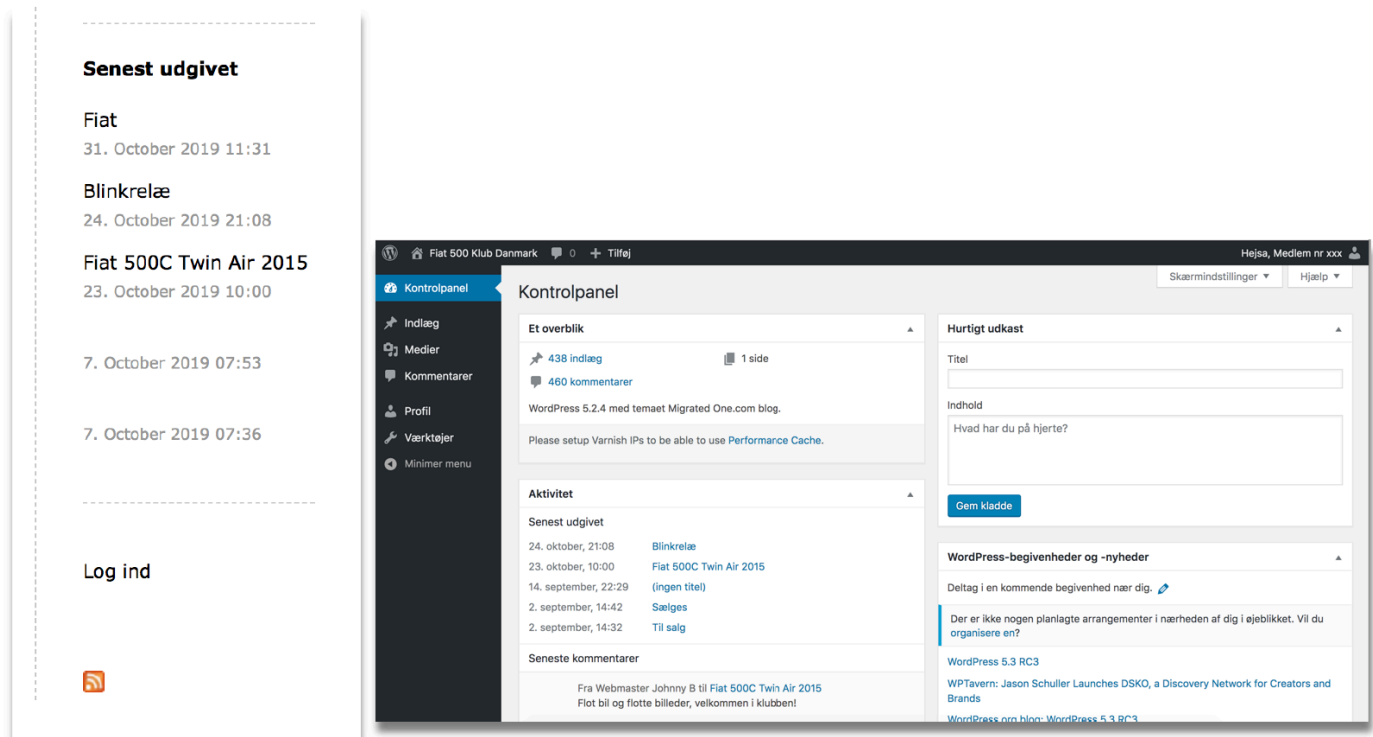 Senest udgivet
Fiat
31. October 2019 11:31
Blinkrelæ
24. October 2019 21:08
Fiat 500C Twin Air 2015
23. October 2019 10:00
7. October 2019 07:53
7. October 2019 07:36
Log ind
Fiat 500 Klub Danmark 0 Tilføj Hejsa, Medlem nr xxx
Kontrolpanel
Indlæg
Medier
Kommentarer
Profil
Værktøjer
Minimer menu
Skærmindstillinger Hjælp
Kontrolpanel
Et overblik
438 indlæg 1 side
460 kommentarer
WordPress 5.2.4 med temaet Migrated One.com blog.
Please setup Varnish IPs to be able to use Performance Cache.
Aktivitet
Senest udgivet
24. oktober, 21:08 Blinkrelæ
23. oktober, 10:00 Fiat 500C Twin Air 2015
14. september, 22:29 (ingen titel)
2. september, 14:42 Sælges
2. september, 14:32 Til salg
Seneste kommentarer
Fra Webmaster Johnny B til Fiat 500C Twin Air 2015
Flot bil og flotte billeder, velkommen i klubben!
Hurtigt udkast
Titel
Indhold
Hvad har du på hjerte?
Gem kladde
WordPress-begivenheder og -nyheder
Deltag i en kommende begivenhed nær dig.
Der er ikke nogen planlagte arrangementer i nærheden af dig i øjeblikket. Vil du
organisere en?
WordPress 5.3 RC3
WPTavern: Jason Schuller Launches DSKO, a Discovery Network for Creators and
Brands
WordPress.org blog: WordPress 5.3 RC3